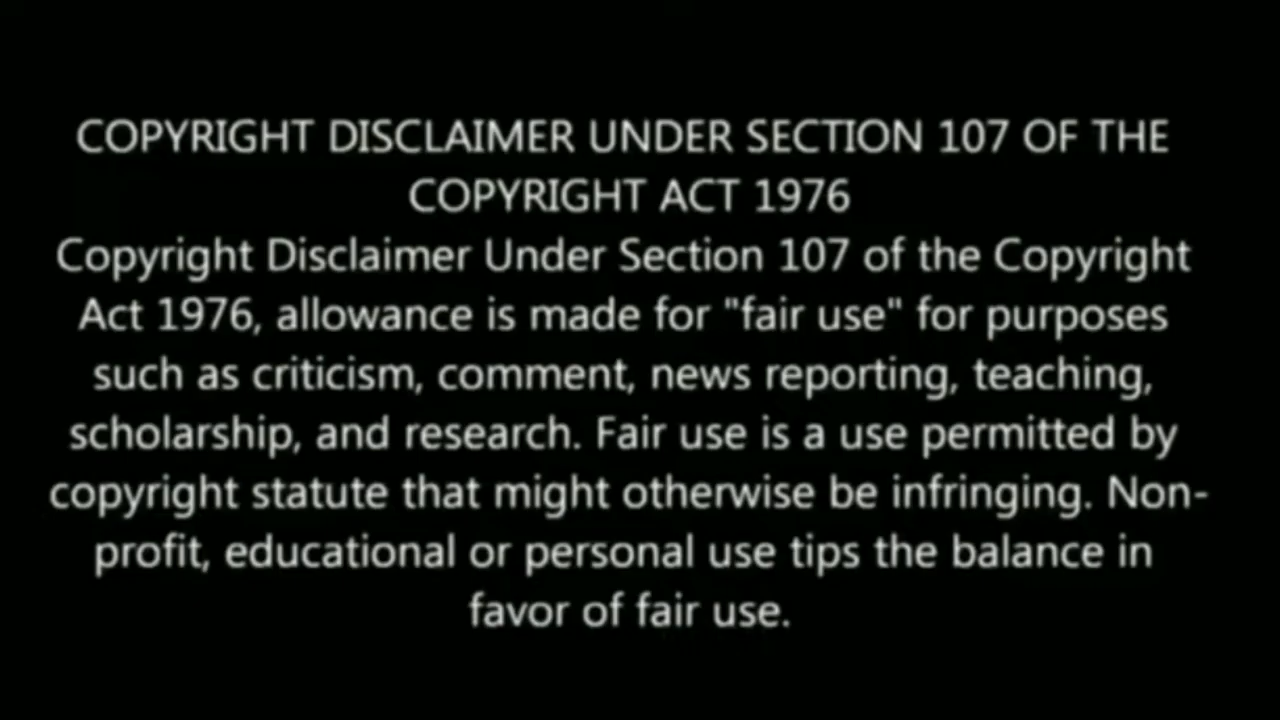 COPYRIGHT DISCLAIMER UNDER SECTION 107 OF THE
COPYRIGHT ACT 1976
Copyright Disclaimer Under Section 107 of the Copyright
Act 1976, allowance is made for "fair use" for purposes
such as criticism, comment, news reporting, teaching,
scholarship, and research. Fair use is a use permitted by
copyright statute that might otherwise be infringing. Non-
profit, educational or personal use tips the balance in
favor of fair use.